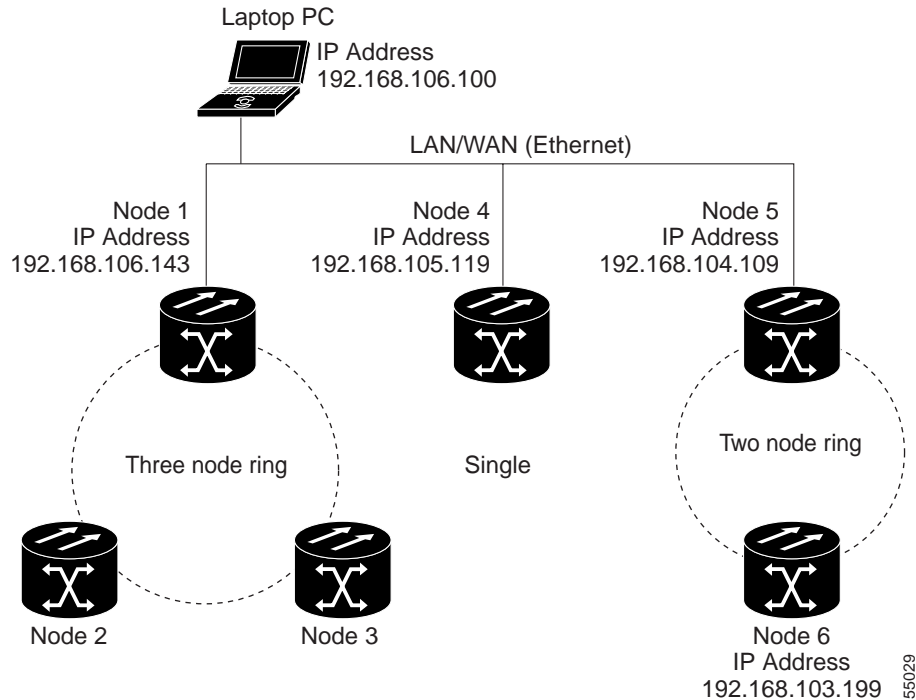 Laptop PC
IP Address
192.168.106.100
LAN/WAN (Ethernet)
Node 1
IP Address
192.168.106.143
Node 4
IP Address
192.168.105.119
Node 5
IP Address
192.168.104.109
Three node ring
Single
Two node ring
Node 2
Node 3
Node 6
IP Address
192.168.103.199
55029